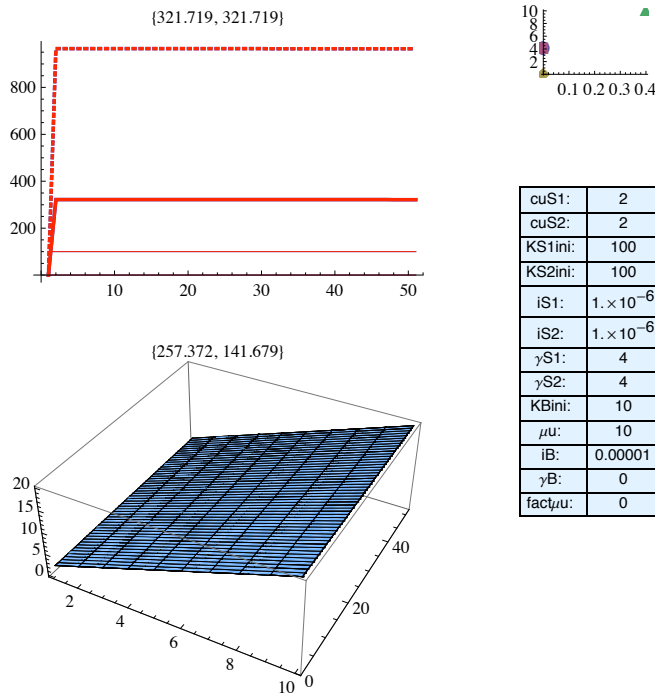 {321.719, 321.719}
800
600
400
200
10 20 30 40 50
10
8
6
4
2
0.1 0.2 0.3 0.4
cuS1: 2
cuS2: 2
KS1ini: 100
KS2ini: 100
iS1: 1.×10⁻⁶
iS2: 1.×10⁻⁶
γS1: 4
γS2: 4
KBini: 10
μu: 10
iB: 0.00001
γB: 0
factμu: 0
{257.372, 141.679}
20
15
10
5
0
2 4 6 8 10
0 20 40